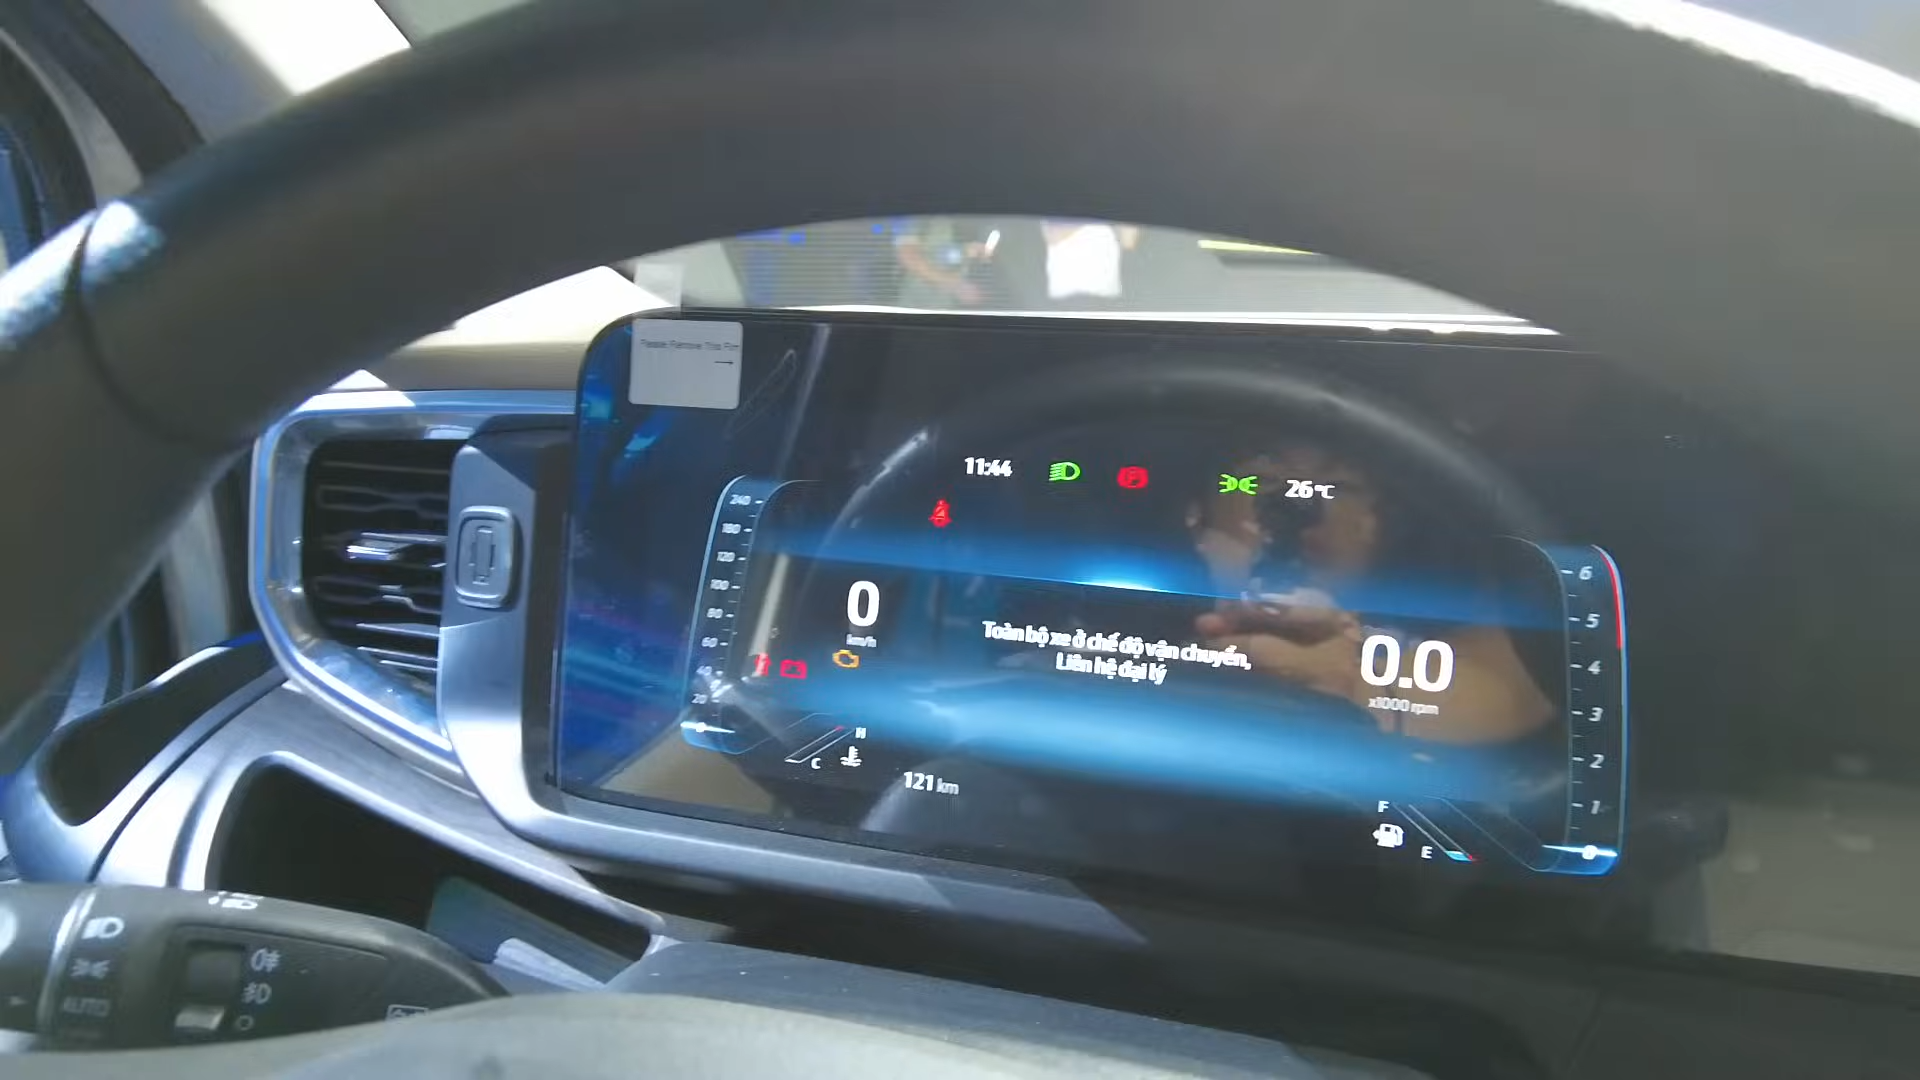 Please Remove This Film
11:44
26°C
240
180
120
100
80
60
40
20
0
km/h
Toàn bộ xe ở chế độ vận chuyển,
Liên hệ đại lý
0.0
x1000 rpm
6
5
4
3
2
1
0
H
C
121 km
F
E
AUTO